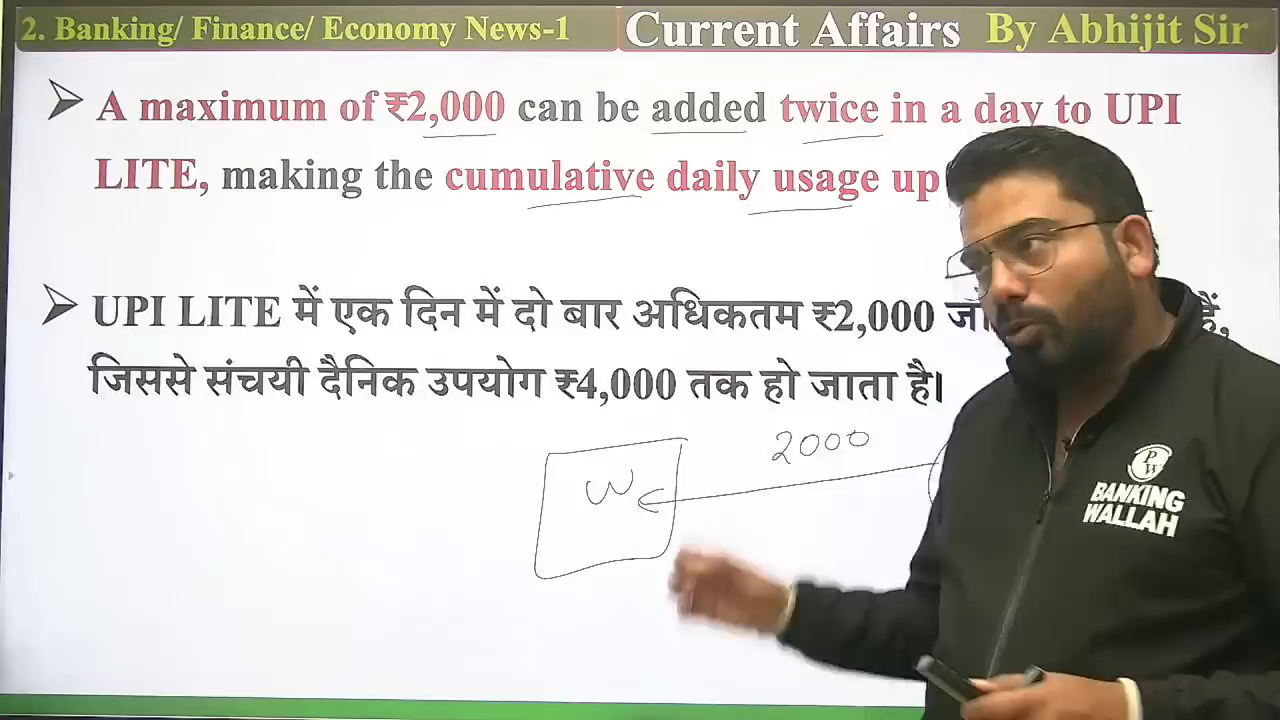 2. Banking/ Finance/ Economy News-1
Current Affairs By Abhijit Sir
A maximum of ₹2,000 can be added twice in a day to UPI
LITE, making the cumulative daily usage up
UPI LITE में एक दिन में दो बार अधिकतम ₹2,000 हैं,
जिससे संचयी दैनिक उपयोग ₹4,000 तक हो जाता है।
2000
W
PW
BANKING
WALLAH